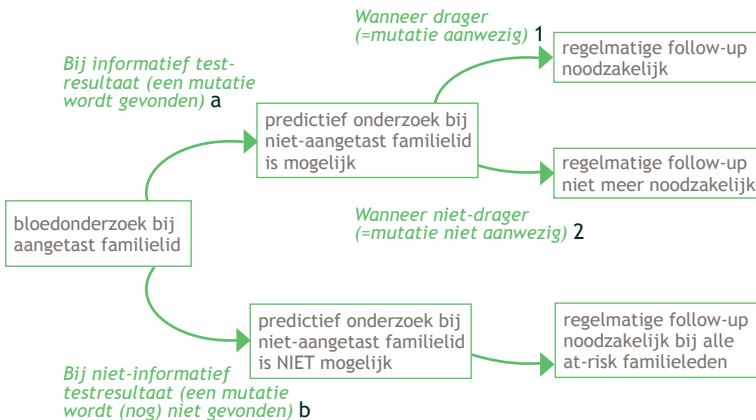 Wanneer drager
(=mutatie aanwezig) 1
regelmatige follow-up
noodzakelijk
Bij informatief test-
resultaat (een mutatie
wordt gevonden) a
predictief onderzoek bij
niet-aangetast familielid
is mogelijk
regelmatige follow-up
niet meer noodzakelijk
Wanneer niet-drager
(=mutatie niet aanwezig) 2
bloedonderzoek bij
aangetast familielid
predictief onderzoek bij
niet-aangetast familielid
is NIET mogelijk
regelmatige follow-up
noodzakelijk bij alle
at-risk familieleden
Bij niet-informatief
testresultaat (een mutatie
wordt (nog) niet gevonden) b